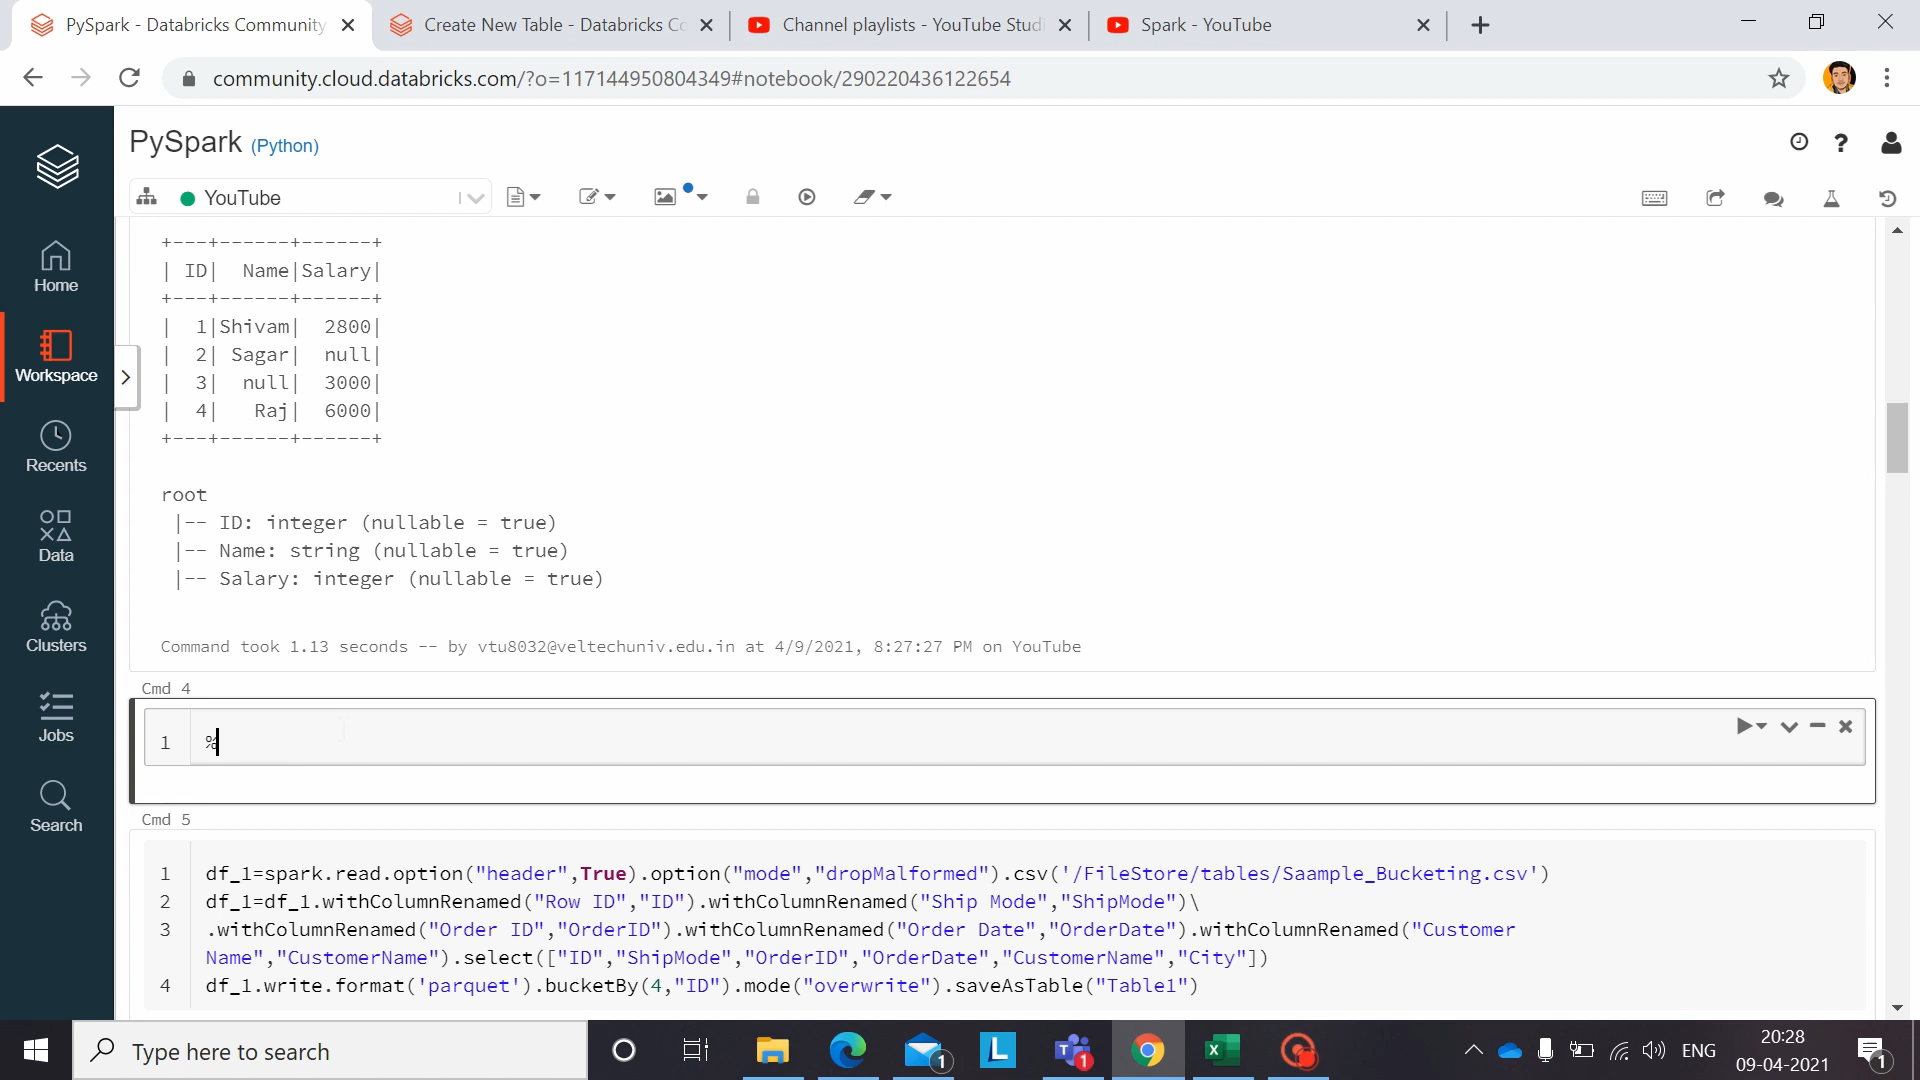 PySpark - Databricks Community
Create New Table - Databricks Co
Channel playlists - YouTube Studi
Spark - YouTube
community.cloud.databricks.com/?o=117144950804349#notebook/290220436122654
PySpark (Python)
YouTube
Home
Workspace
Recents
Data
Clusters
Jobs
Search
+---+------+------+
| ID|  Name|Salary|
+---+------+------+
|  1|Shivam|  2800|
|  2| Sagar|  null|
|  3|  null|  3000|
|  4|   Raj|  6000|
+---+------+------+
root
 |-- ID: integer (nullable = true)
 |-- Name: string (nullable = true)
 |-- Salary: integer (nullable = true)
Command took 1.13 seconds -- by vtu8032@veltechuniv.edu.in at 4/9/2021, 8:27:27 PM on YouTube
Cmd 4
1 %
Cmd 5
1 df_1=spark.read.option("header",True).option("mode","dropMalformed").csv('/FileStore/tables/Saample_Bucketing.csv')
2 df_1=df_1.withColumnRenamed("Row ID","ID").withColumnRenamed("Ship Mode","ShipMode")\
3 .withColumnRenamed("Order ID","OrderID").withColumnRenamed("Order Date","OrderDate").withColumnRenamed("Customer
Name","CustomerName").select(["ID","ShipMode","OrderID","OrderDate","CustomerName","City"])
4 df_1.write.format('parquet').bucketBy(4,"ID").mode("overwrite").saveAsTable("Table1")
Type here to search
1
L
1
ENG
20:28
09-04-2021
1